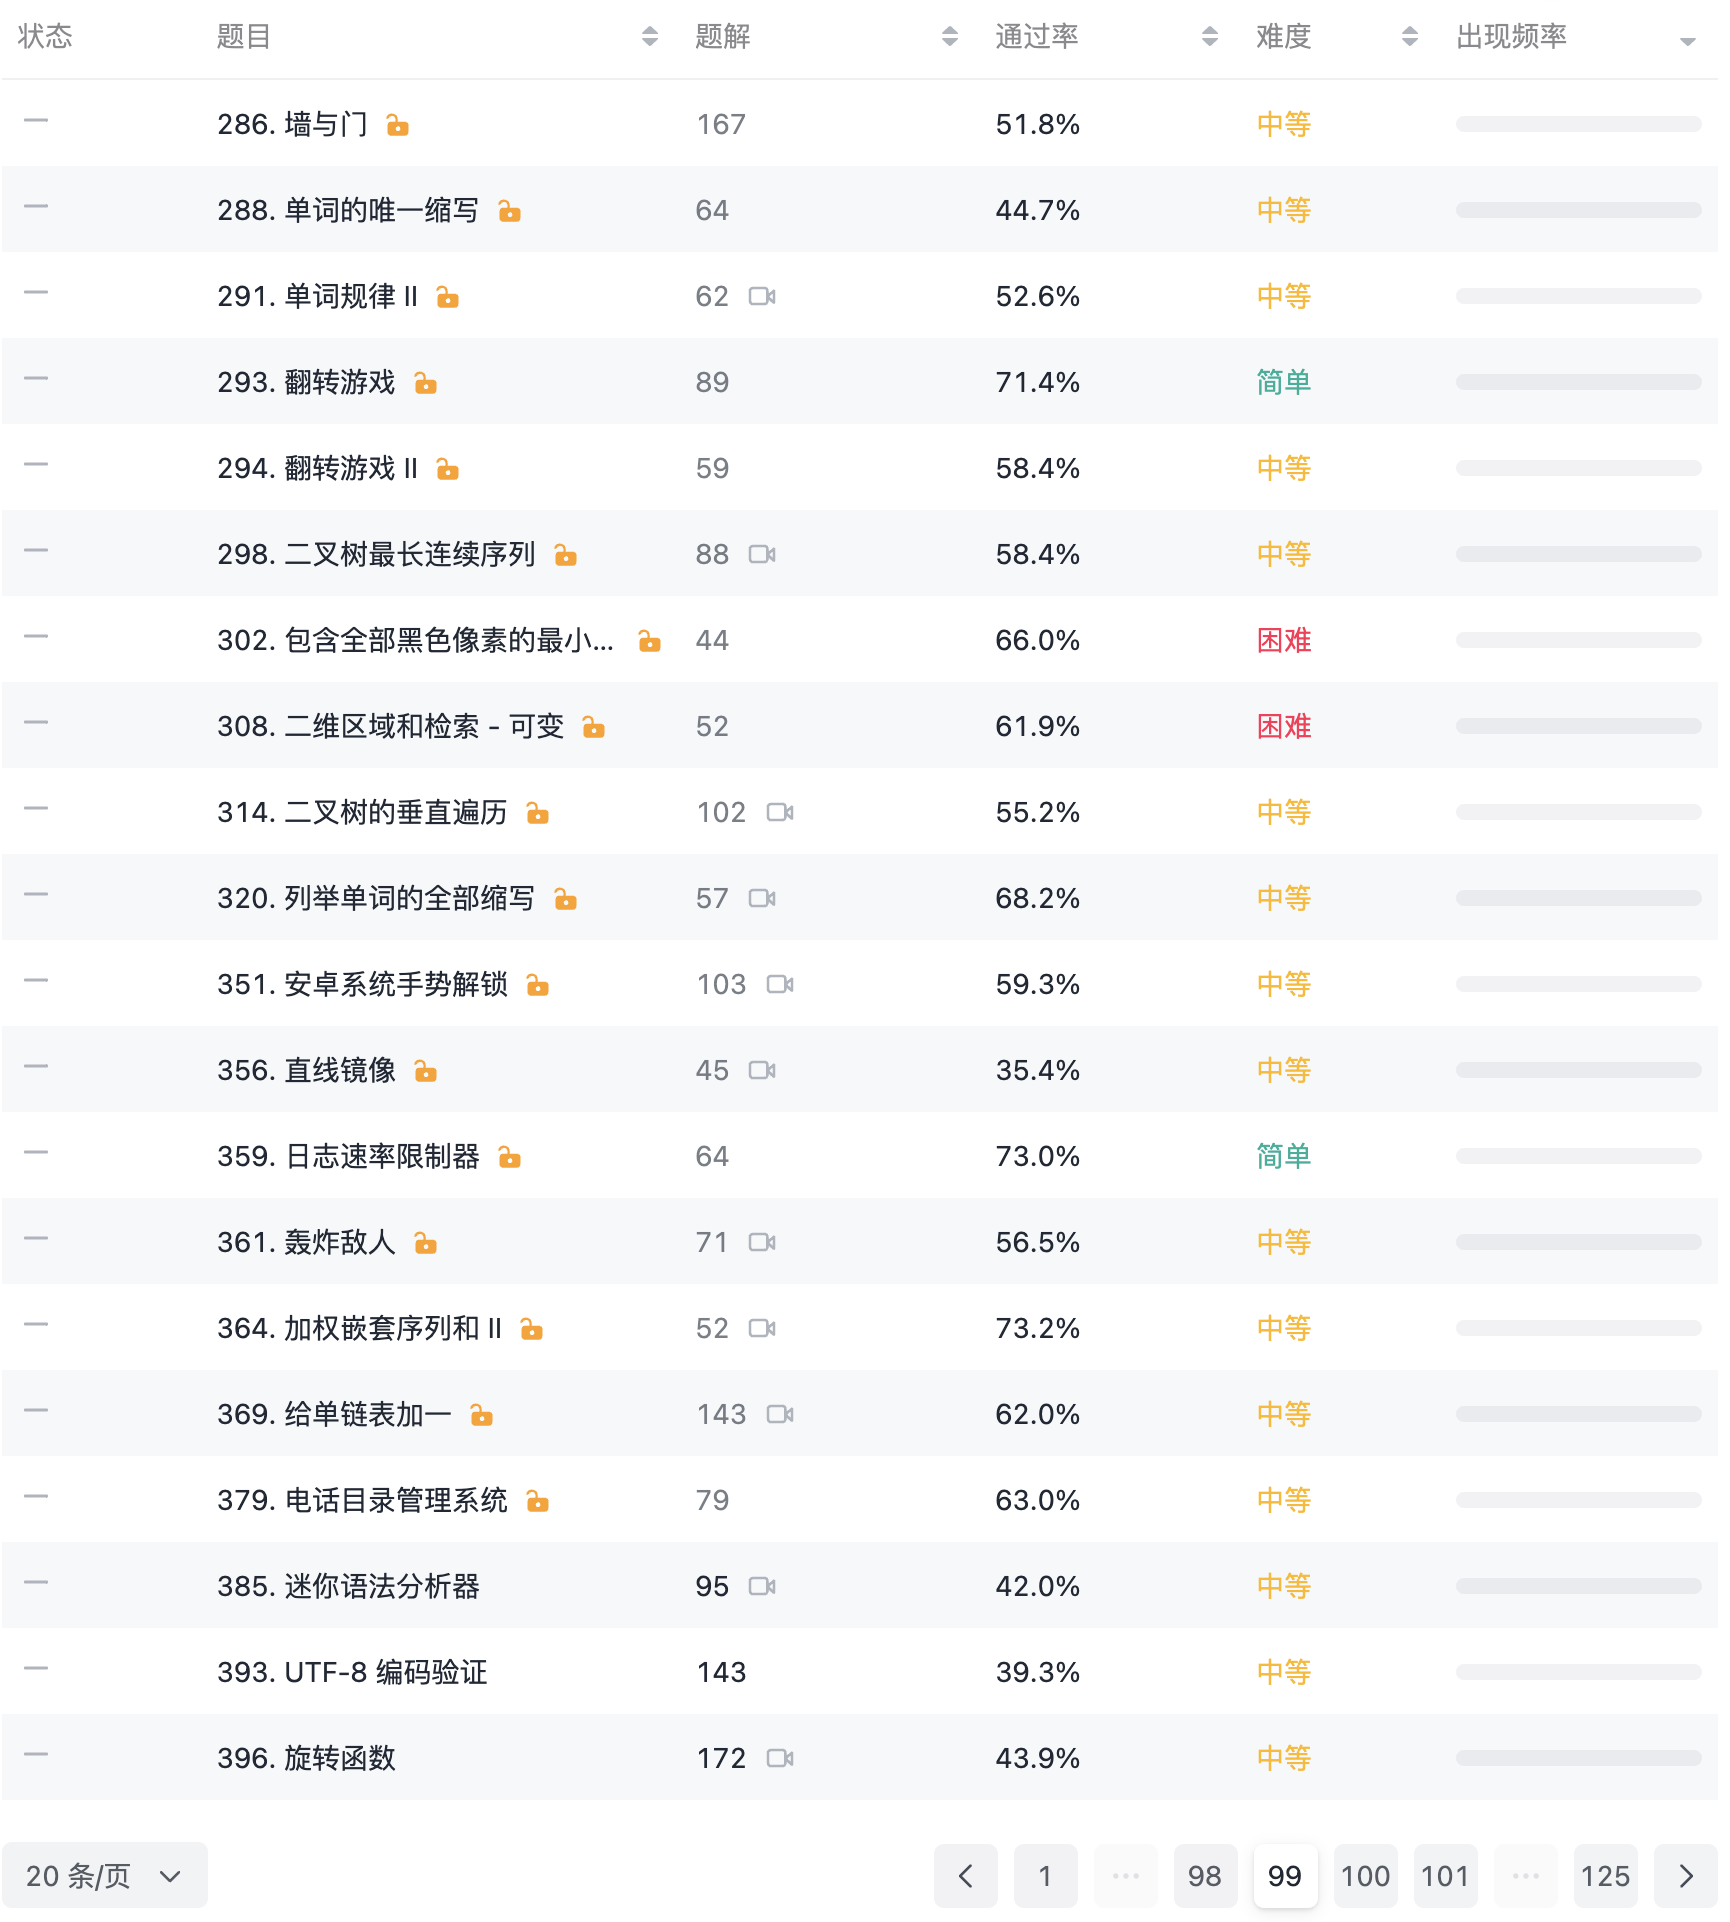 状态 题目 题解 通过率 难度 出现频率
286. 墙与门 167 51.8% 中等
288. 单词的唯一缩写 64 44.7% 中等
291. 单词规律 II 62 52.6% 中等
293. 翻转游戏 89 71.4% 简单
294. 翻转游戏 II 59 58.4% 中等
298. 二叉树最长连续序列 88 58.4% 中等
302. 包含全部黑色像素的最小... 44 66.0% 困难
308. 二维区域和检索 - 可变 52 61.9% 困难
314. 二叉树的垂直遍历 102 55.2% 中等
320. 列举单词的全部缩写 57 68.2% 中等
351. 安卓系统手势解锁 103 59.3% 中等
356. 直线镜像 45 35.4% 中等
359. 日志速率限制器 64 73.0% 简单
361. 轰炸敌人 71 56.5% 中等
364. 加权嵌套序列和 II 52 73.2% 中等
369. 给单链表加一 143 62.0% 中等
379. 电话目录管理系统 79 63.0% 中等
385. 迷你语法分析器 95 42.0% 中等
393. UTF-8 编码验证 143 39.3% 中等
396. 旋转函数 172 43.9% 中等
20 条/页 1 ... 98 99 100 101 ... 125